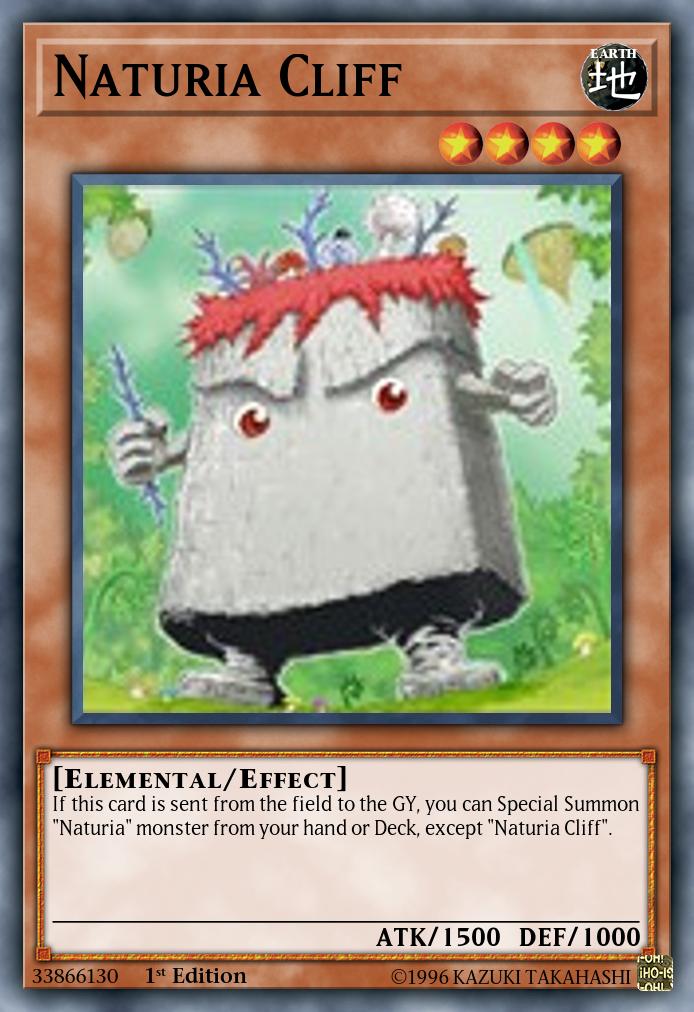 Naturia Cliff
EARTH
地
[Elemental/Effect]
If this card is sent from the field to the GY, you can Special Summon
"Naturia" monster from your hand or Deck, except "Naturia Cliff".
ATK/1500 DEF/1000
33866130 1st Edition ©1996 KAZUKI TAKAHASHI